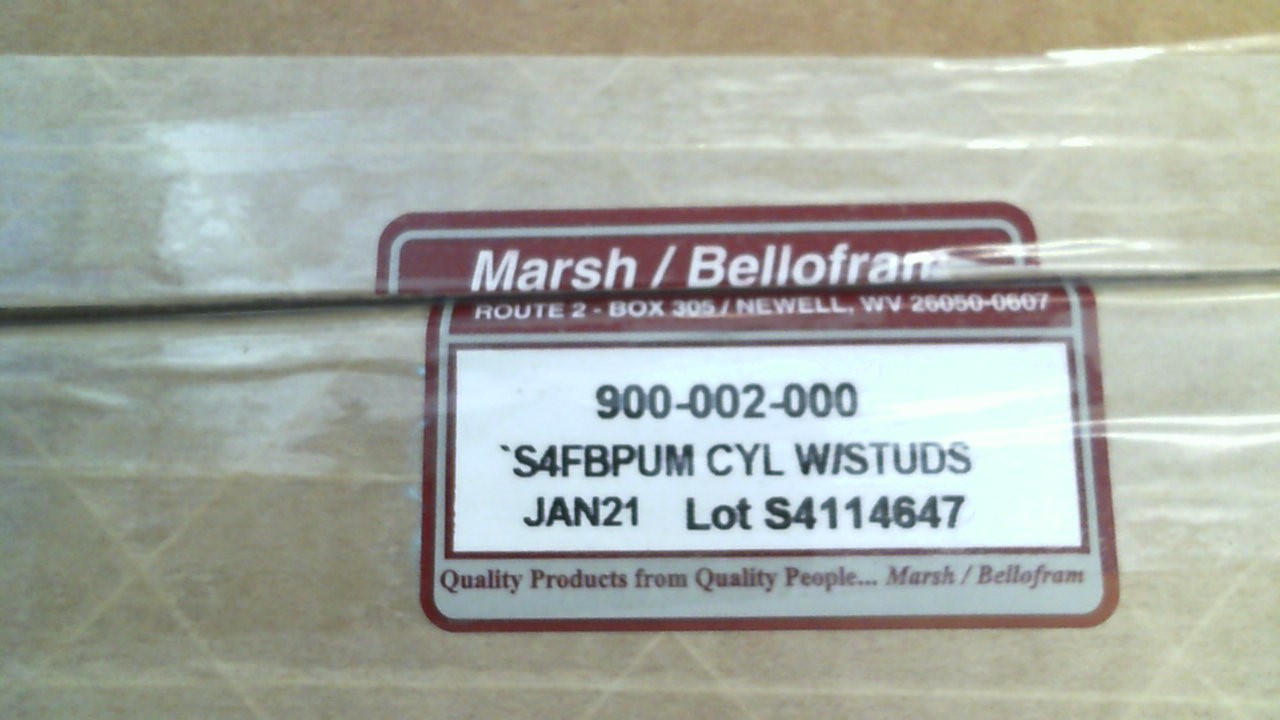 Marsh / Bellofram
ROUTE 2 - BOX 305 / NEWELL, WV 26050-0607
900-002-000
`S4FBPUM CYL W/STUDS
JAN21 Lot S4114647
Quality Products from Quality People... Marsh / Bellofram